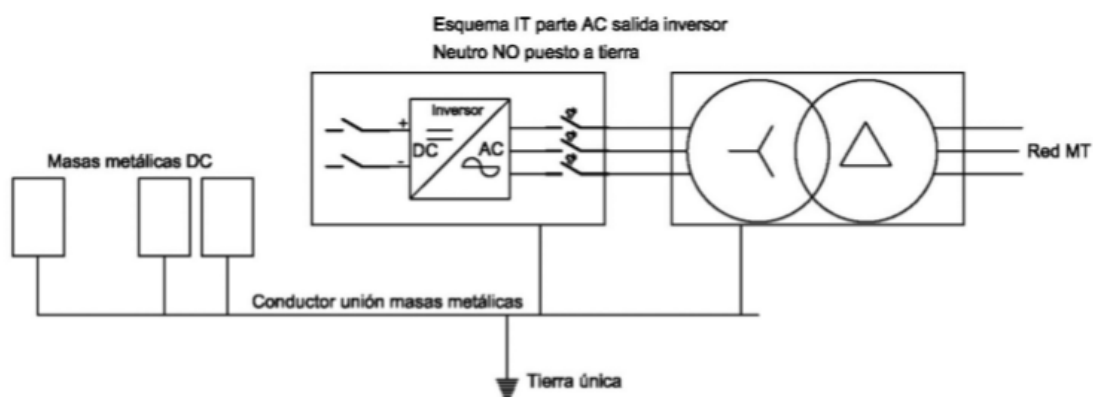 Esquema IT parte AC salida inversor
Neutro NO puesto a tierra
Inversor
+
DC
AC
-
Masas metálicas DC
Red MT
Conductor unión masas metálicas
Tierra única